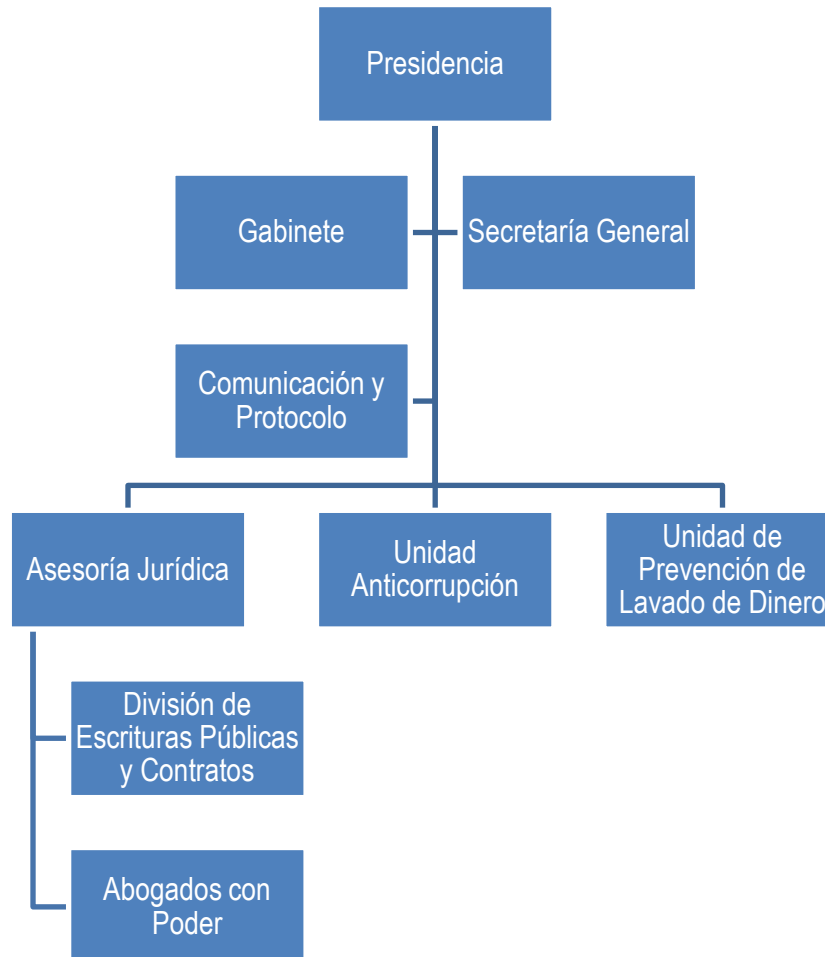 Presidencia
Gabinete
Secretaría General
Comunicación y
Protocolo
Asesoría Jurídica
Unidad
Anticorrupción
Unidad de
Prevención de
Lavado de Dinero
División de
Escrituras Públicas
y Contratos
Abogados con
Poder